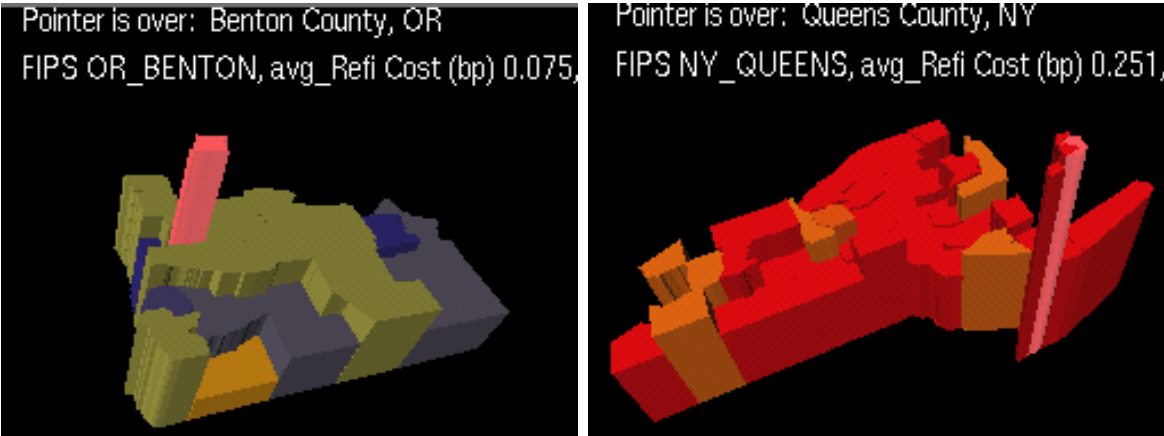 Pointer is over: Benton County, OR
FIPS OR_BENTON, avg_Refi Cost (bp) 0.075,
Pointer is over: Queens County, NY
FIPS NY_QUEENS, avg_Refi Cost (bp) 0.251,